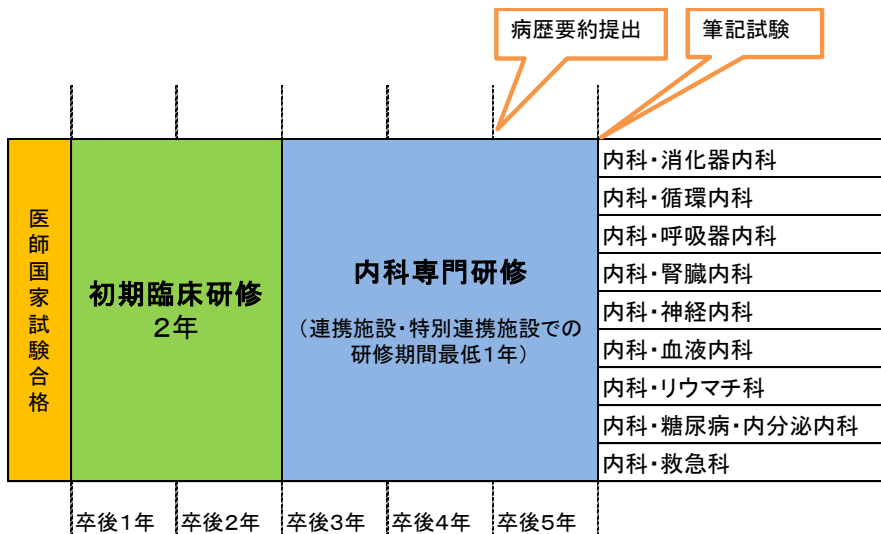 病歴要約提出
筆記試験
医師国家試験合格
初期臨床研修
2年
内科専門研修
（連携施設・特別連携施設での
研修期間最低1年）
内科・消化器内科
内科・循環内科
内科・呼吸器内科
内科・腎臓内科
内科・神経内科
内科・血液内科
内科・リウマチ科
内科・糖尿病・内分泌内科
内科・救急科
卒後1年
卒後2年
卒後3年
卒後4年
卒後5年